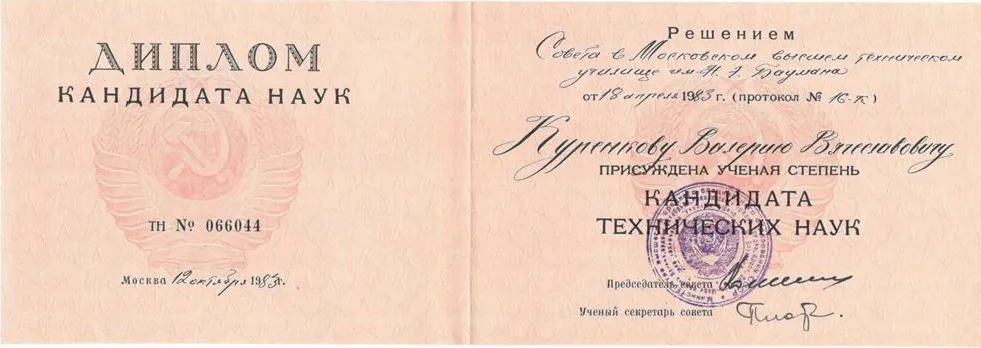 ДИПЛОМ
КАНДИДАТА НАУК
ТН № 066044
Москва 12 октября 1983г.
Решением
Совета в Московском высшем техническом
училище им. Н. Э. Баумана
от 18 апреля 1983 г. (протокол № 16-к)
Куренкову Валерию Вячеславовичу
ПРИСУЖДЕНА УЧЕНАЯ СТЕПЕНЬ
КАНДИДАТА
ТЕХНИЧЕСКИХ НАУК
Председатель совета
Ученый секретарь совета